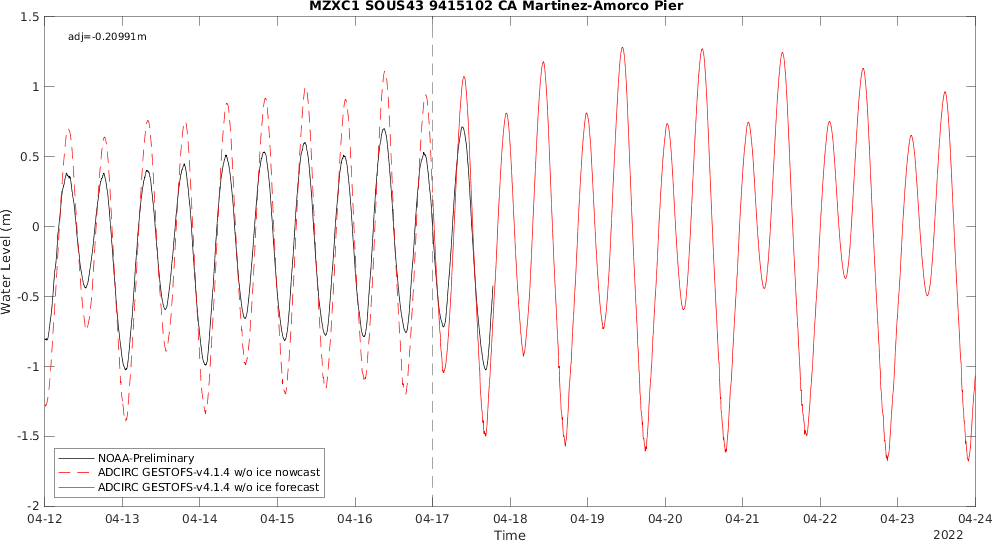 MZXC1 SOUS43 9415102 CA Martinez-Amorco Pier
adj=-0.20991m
1.5
1
0.5
0
-0.5
-1
-1.5
-2
Water Level (m)
NOAA-Preliminary
ADCIRC GESTOFS-v4.1.4 w/o ice nowcast
ADCIRC GESTOFS-v4.1.4 w/o ice forecast
04-12 04-13 04-14 04-15 04-16 04-17 04-18 04-19 04-20 04-21 04-22 04-23 04-24
Time
2022